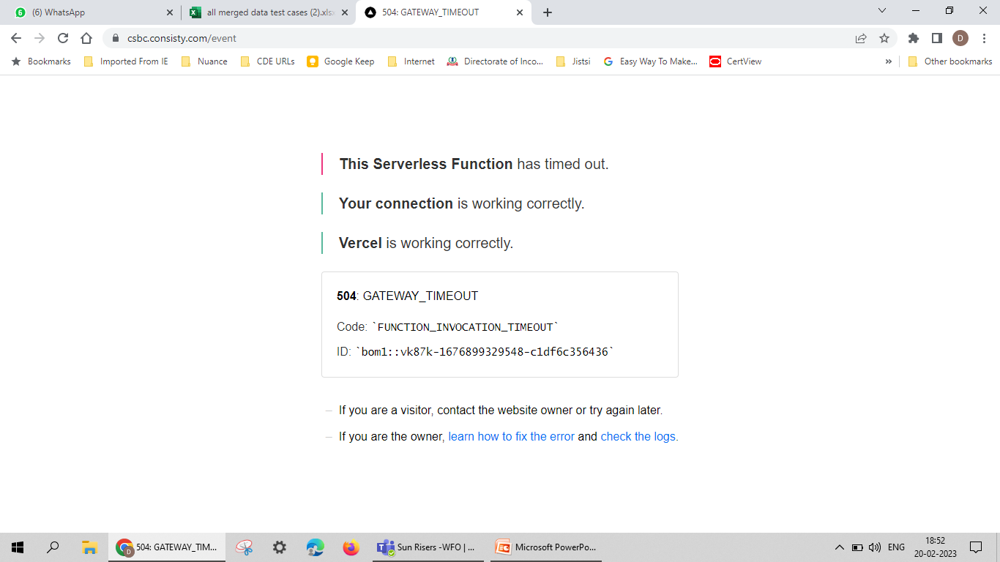 6 (6) WhatsApp
all merged data test cases (2).xlsx
504: GATEWAY_TIMEOUT
csbc.consisty.com/event
D
Bookmarks Imported From IE Nuance CDE URLs Google Keep Internet Directorate of Inco... Jitsi Easy Way To Make... CertView » Other bookmarks
This Serverless Function has timed out.
Your connection is working correctly.
Vercel is working correctly.
504: GATEWAY_TIMEOUT
Code: `FUNCTION_INVOCATION_TIMEOUT`
ID: `bom1::vk87k-1676899329548-c1df6c356436`
– If you are a visitor, contact the website owner or try again later.
– If you are the owner, learn how to fix the error and check the logs.
D 504: GATEWAY_TIM... Sun Risers -WFO | ... Microsoft PowerPo... ENG
18:52
20-02-2023